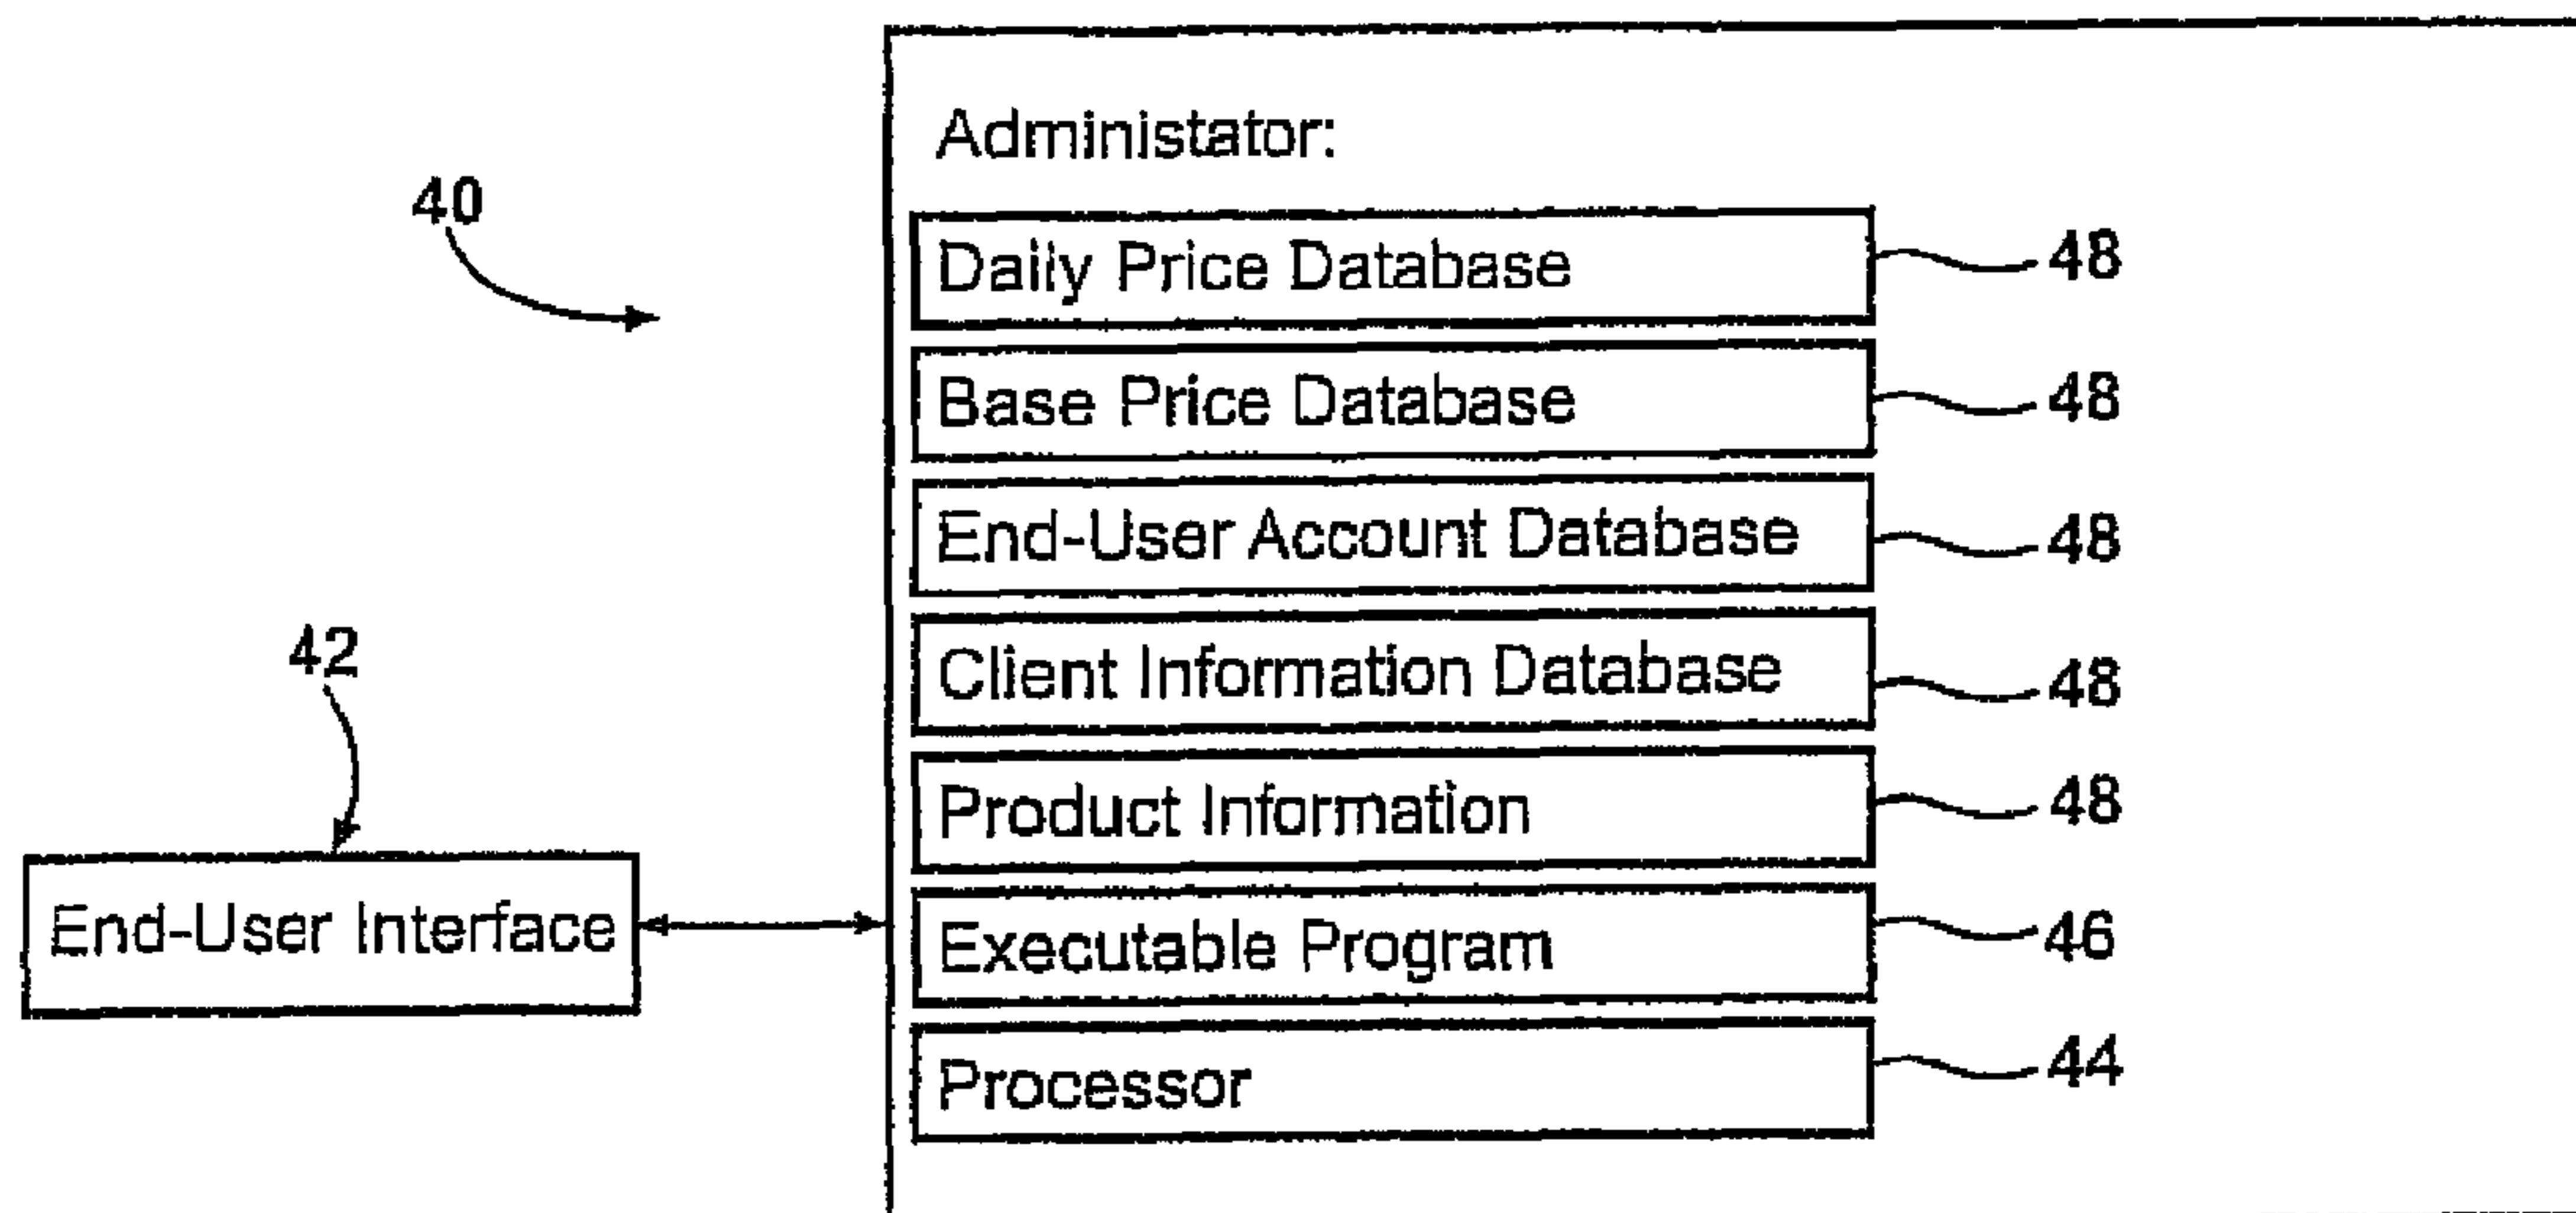 Administator:
40
Daily Price Database 48
Base Price Database 48
End-User Account Database 48
Client Information Database 48
42
Product Information 48
End-User Interface
Executable Program 46
Processor 44